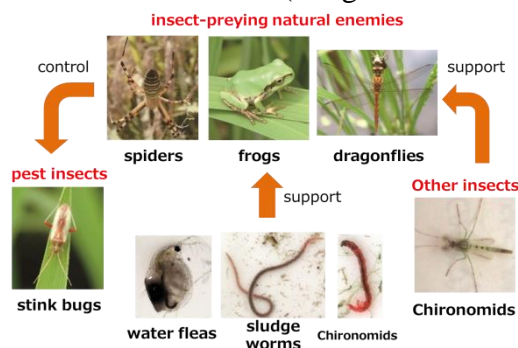 insect-preying natural enemies
control
support
spiders
frogs
dragonflies
pest insects
support
Other insects
stink bugs
water fleas
sludge
worms
Chironomids
Chironomids